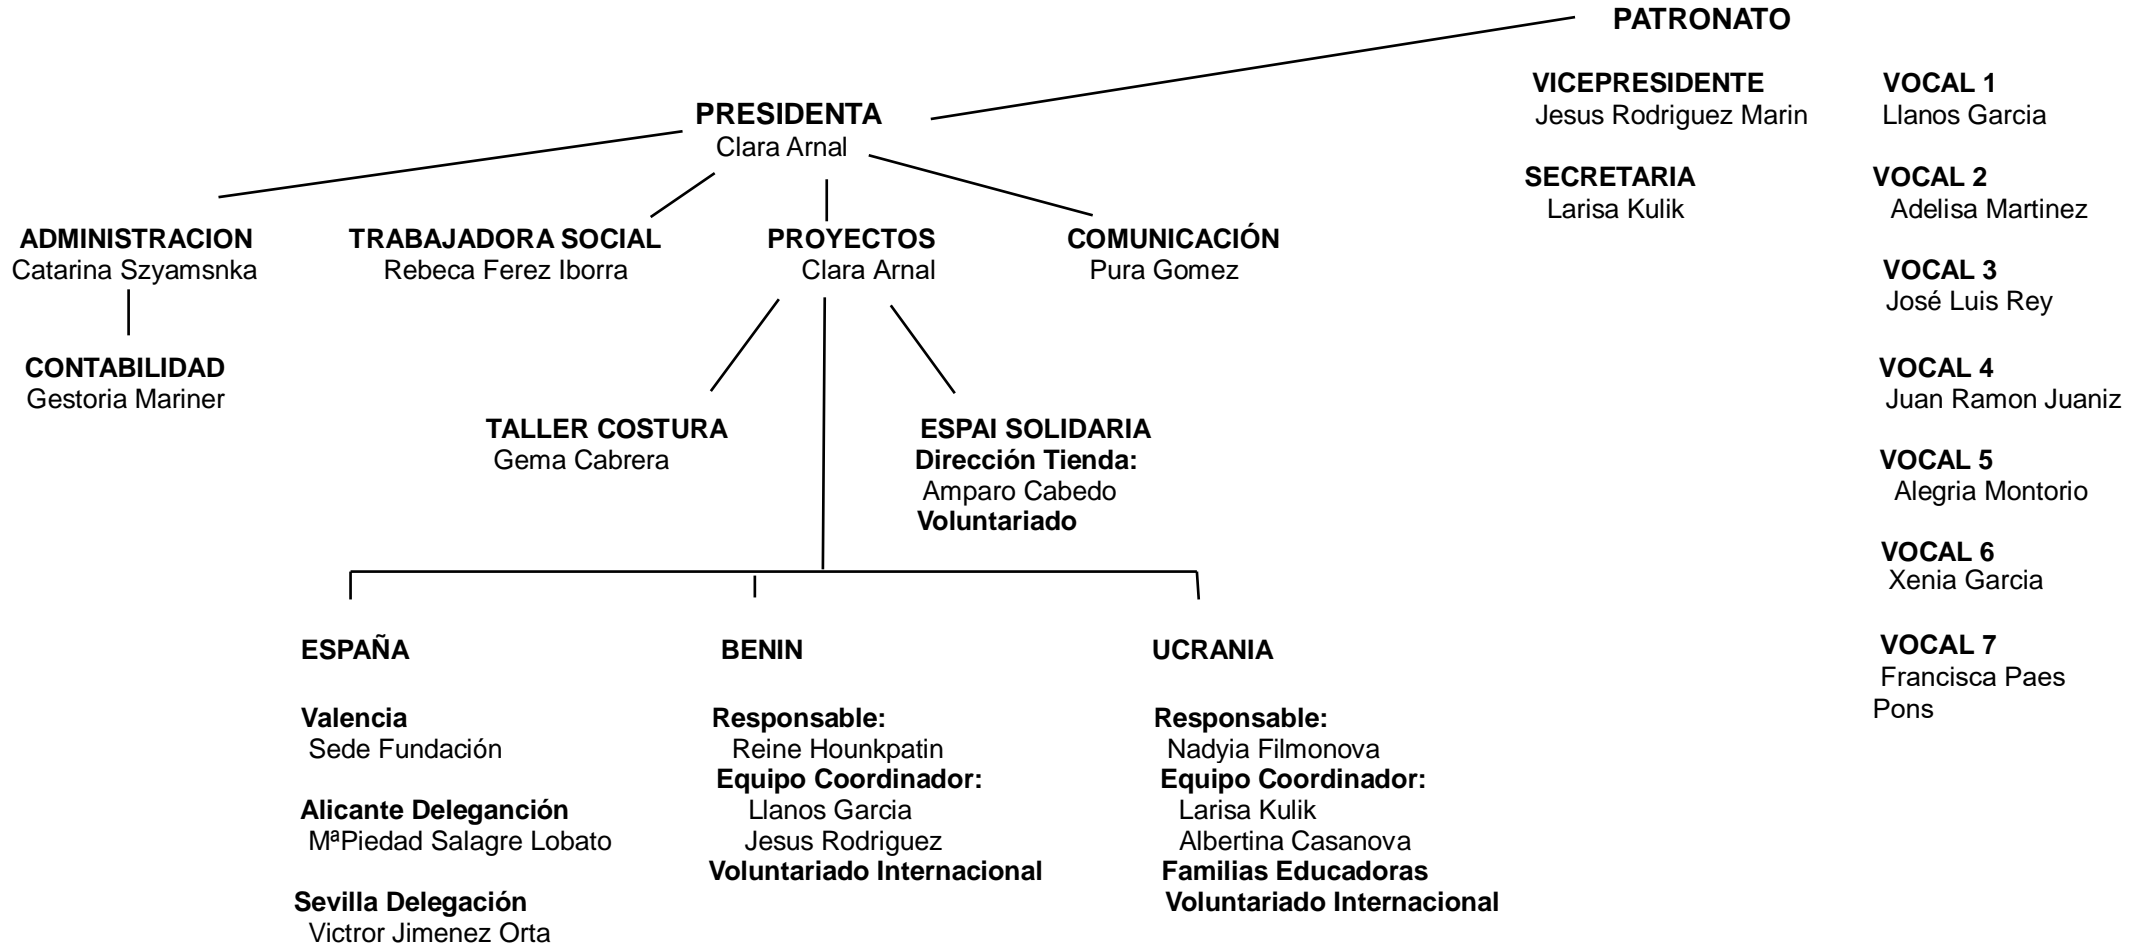 PATRONATO
VICEPRESIDENTE
Jesus Rodriguez Marin
SECRETARIA
Larisa Kulik
VOCAL 1
Llanos Garcia
VOCAL 2
Adelisa Martinez
VOCAL 3
José Luis Rey
VOCAL 4
Juan Ramon Juaniz
VOCAL 5
Alegria Montorio
VOCAL 6
Xenia Garcia
VOCAL 7
Francisca Paes
Pons
PRESIDENTA
Clara Arnal
ADMINISTRACION
Catarina Szyamsnka
CONTABILIDAD
Gestoria Mariner
TRABAJADORA SOCIAL
Rebeca Ferez Iborra
PROYECTOS
Clara Arnal
COMUNICACIÓN
Pura Gomez
TALLER COSTURA
Gema Cabrera
ESPAI SOLIDARIA
Dirección Tienda:
Amparo Cabedo
Voluntariado
ESPAÑA
Valencia
Sede Fundación
Alicante Deleganción
MªPiedad Salagre Lobato
Sevilla Delegación
Victror Jimenez Orta
BENIN
Responsable:
Reine Hounkpatin
Equipo Coordinador:
Llanos Garcia
Jesus Rodriguez
Voluntariado Internacional
UCRANIA
Responsable:
Nadyia Filmonova
Equipo Coordinador:
Larisa Kulik
Albertina Casanova
Familias Educadoras
Voluntariado Internacional